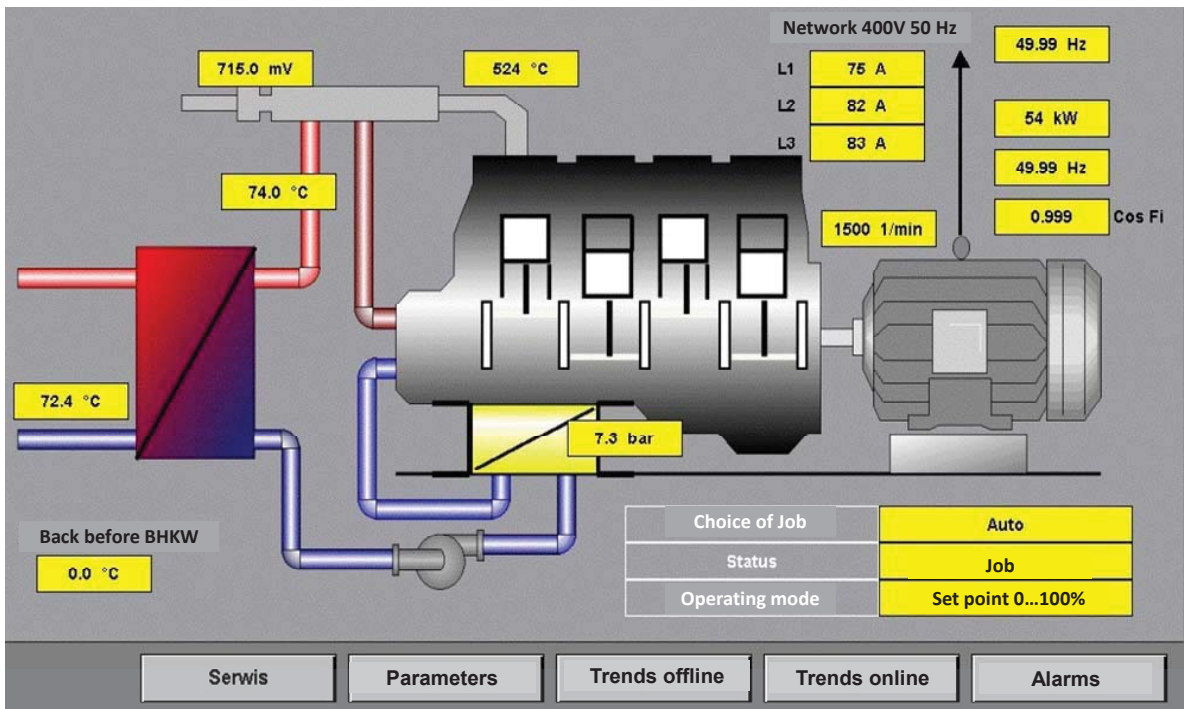 Network 400V 50 Hz
49.99 Hz
715.0 mV
524 °C
L1 75 A
L2 82 A
54 kW
L3 83 A
49.99 Hz
74.0 °C
0.999 Cos Fi
1500 1/min
72.4 °C
7.3 bar
Back before BHKW
0.0 °C
Choice of Job Auto
Status Job
Operating mode Set point 0...100%
Serwis Parameters Trends offline Trends online Alarms